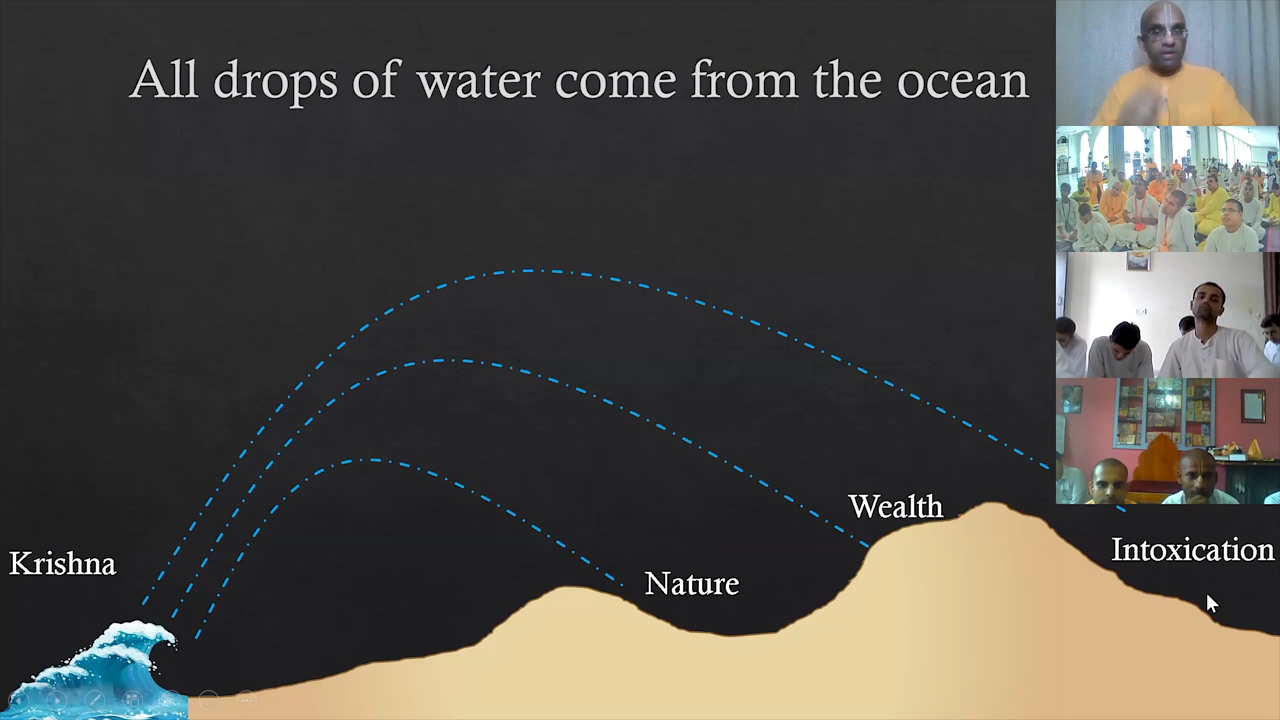 All drops of water come from the ocean
Wealth
Krishna
Intoxication
Nature